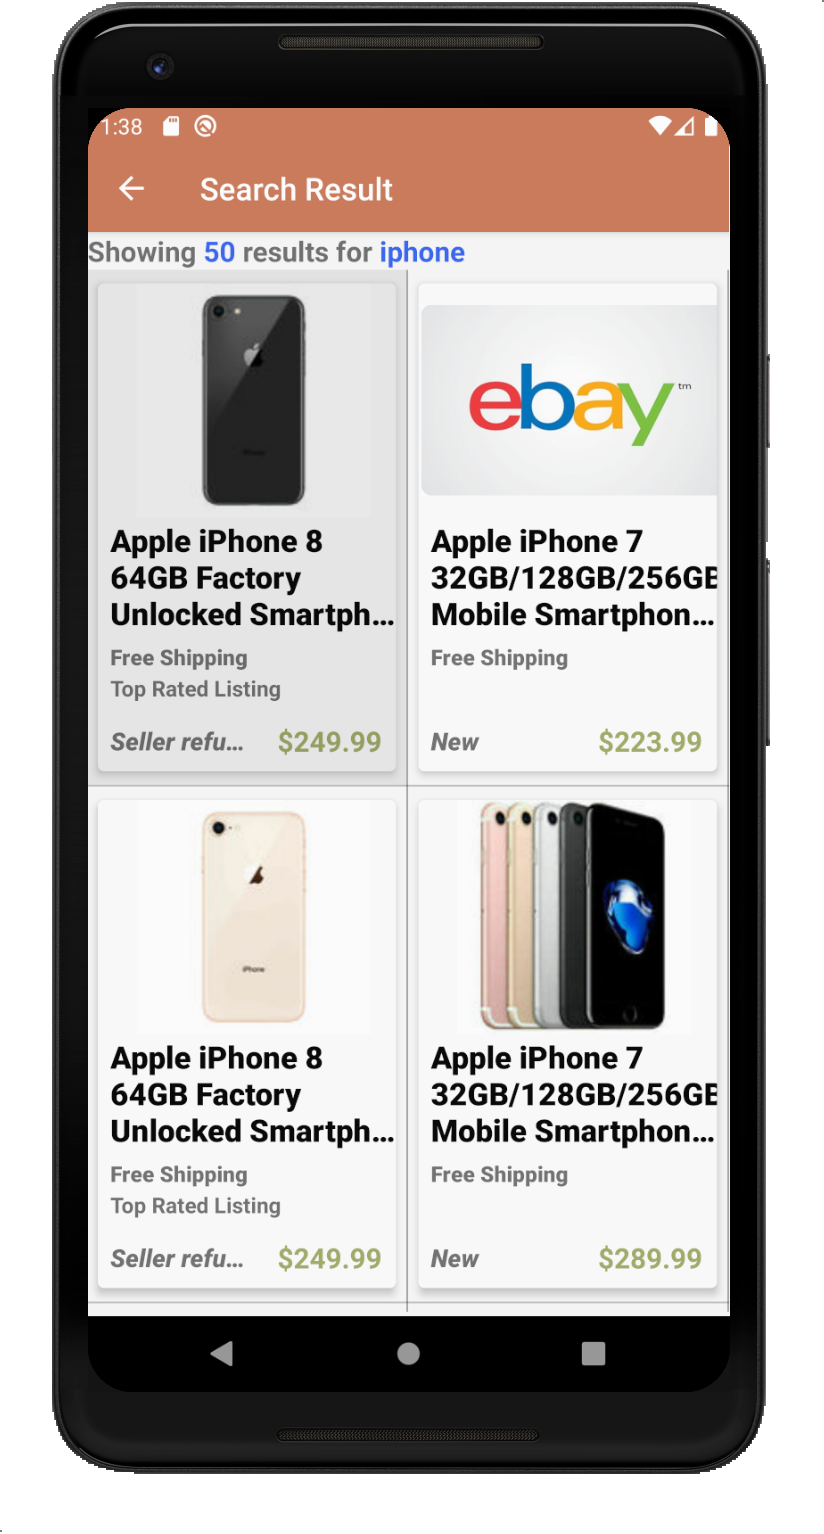 1:38
Search Result
Showing 50 results for iphone
ebay™
Apple iPhone 8
64GB Factory
Unlocked Smartph...
Free Shipping
Top Rated Listing
Seller refu... $249.99
Apple iPhone 7
32GB/128GB/256GB
Mobile Smartphon...
Free Shipping
New $223.99
iPhone
Apple iPhone 8
64GB Factory
Unlocked Smartph...
Free Shipping
Top Rated Listing
Seller refu... $249.99
Apple iPhone 7
32GB/128GB/256GB
Mobile Smartphon...
Free Shipping
New $289.99